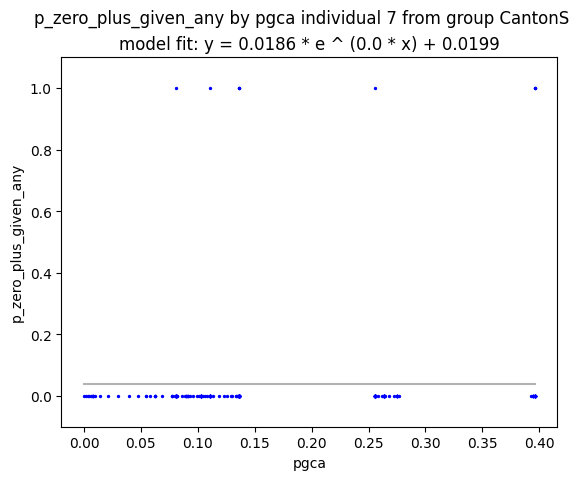 p_zero_plus_given_any by pgca individual 7 from group CantonS
model fit: y = 0.0186 * e ^ (0.0 * x) + 0.0199
p_zero_plus_given_any
1.0
0.8
0.6
0.4
0.2
0.0
0.00 0.05 0.10 0.15 0.20 0.25 0.30 0.35 0.40
pgca